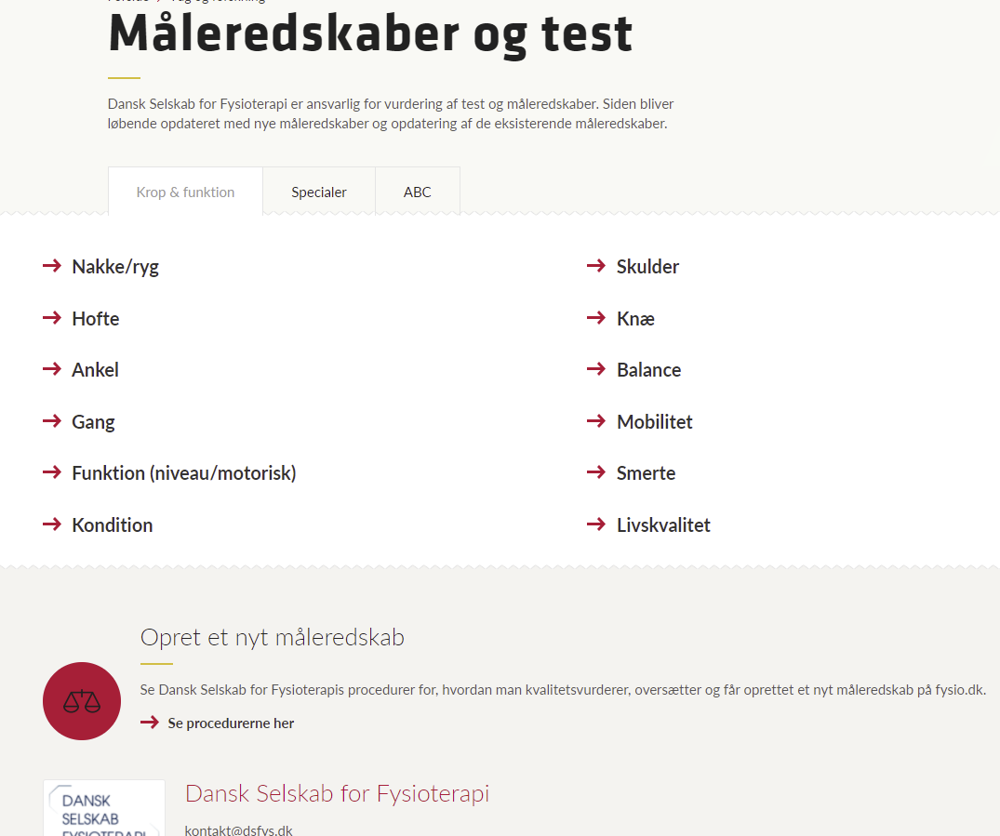 Måleredskaber og test
Dansk Selskab for Fysioterapi er ansvarlig for vurdering af test og måleredskaber. Siden bliver
løbende opdateret med nye måleredskaber og opdatering af de eksisterende måleredskaber.
Krop & funktion
Specialer
ABC
Nakke/ryg
Skulder
Hofte
Knæ
Ankel
Balance
Gang
Mobilitet
Funktion (niveau/motorisk)
Smerte
Kondition
Livskvalitet
Opret et nyt måleredskab
Se Dansk Selskab for Fysioterapis procedurer for, hvordan man kvalitetsvurderer, oversætter og får oprettet et nyt måleredskab på fysio.dk.
Se procedurerne her
DANSK
SELSKAB
FYSIOTERAPI
Dansk Selskab for Fysioterapi
kontakt@dsfys.dk